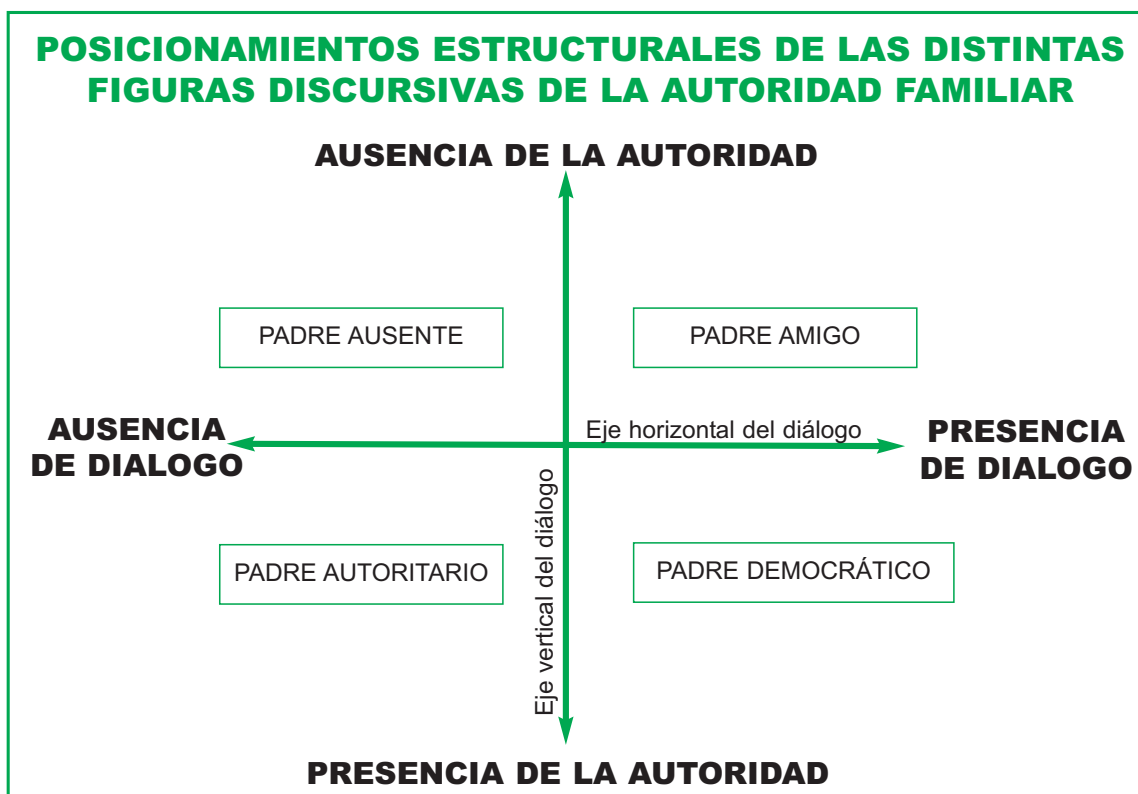 POSICIONAMIENTOS ESTRUCTURALES DE LAS DISTINTAS
FIGURAS DISCURSIVAS DE LA AUTORIDAD FAMILIAR
AUSENCIA DE LA AUTORIDAD
PADRE AUSENTE
PADRE AMIGO
AUSENCIA
DE DIALOGO
Eje horizontal del diálogo
PRESENCIA
DE DIALOGO
Eje vertical del diálogo
PADRE AUTORITARIO
PADRE DEMOCRÁTICO
PRESENCIA DE LA AUTORIDAD